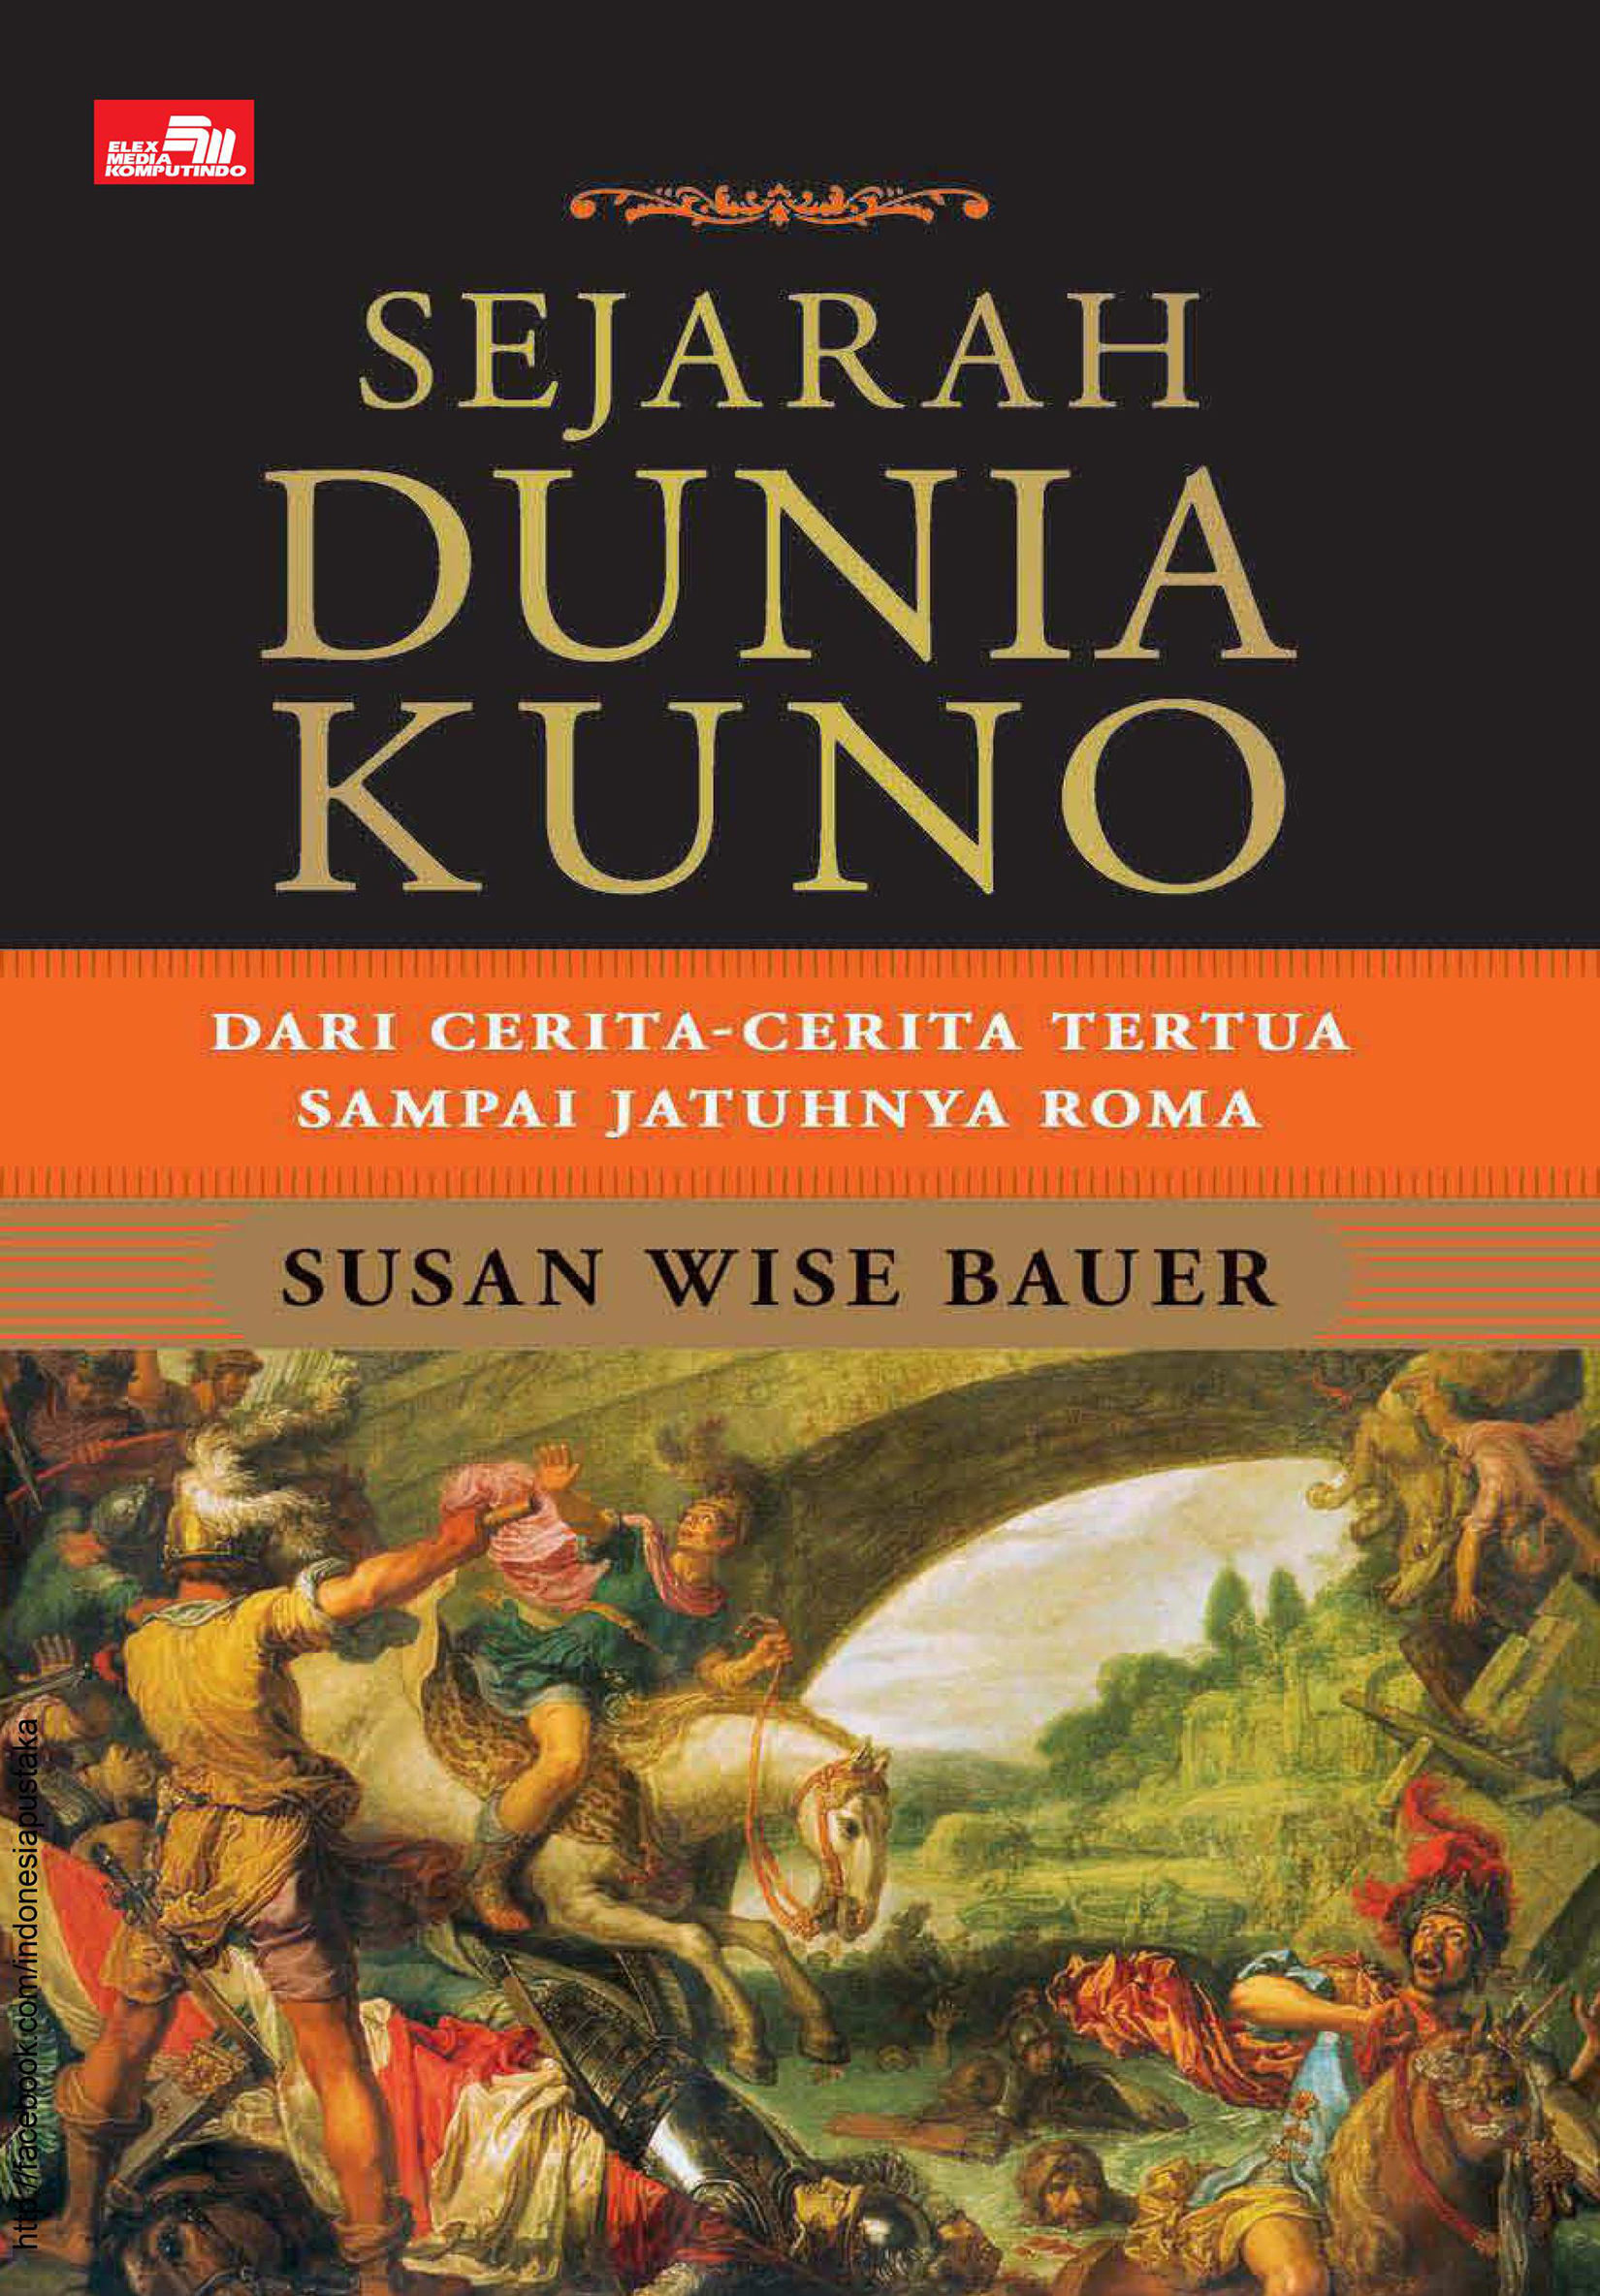 ELEX
MEDIA
KOMPUTINDO
SEJARAH
DUNIA
KUNO
DARI CERITA-CERITA TERTUA
SAMPAI JATUHNYA ROMA
SUSAN WISE BAUER
http://facebook.com/indonesiapustaka